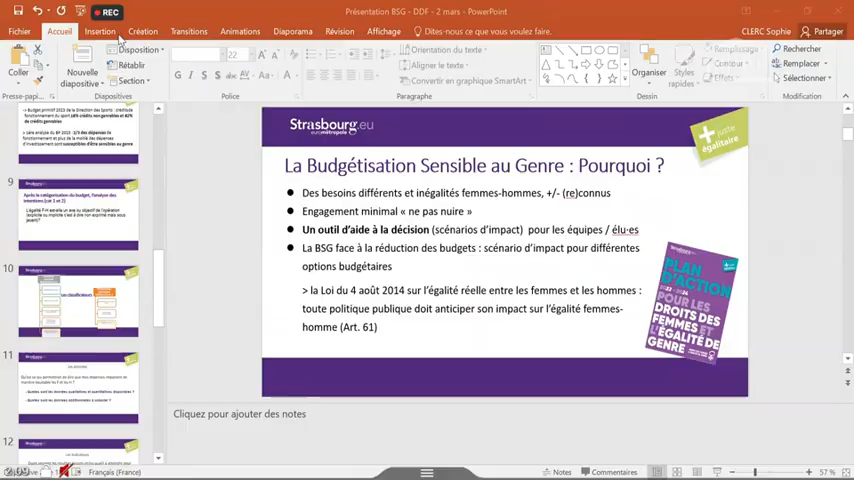 REC
Présentation BSG - DDF - 2 mars - PowerPoint
Fichier Accueil Insertion Création Transitions Animations Diaporama Révision Affichage Dites-nous ce que vous voulez faire. CLERC Sophie Partager
Coller
Nouvelle diapositive
Disposition
Rétablir
Section
22
G I S
Orientation du texte
Aligner le texte
Convertir en graphique SmartArt
Organiser
Styles rapides
Remplissage
Contour
Effets
Rechercher
Remplacer
Sélectionner
Presse-pap... Diapositives Police Paragraphe Dessin Modification
9
10
11
12
Strasbourg.eu
eurométropole
+ juste
égalitaire
La Budgétisation Sensible au Genre : Pourquoi ?
Des besoins différents et inégalités femmes-hommes, +/- (re)connus
Engagement minimal « ne pas nuire »
Un outil d’aide à la décision (scénarios d’impact) pour les équipes / élu·es
La BSG face à la réduction des budgets : scénario d’impact pour différentes
options budgétaires
> la Loi du 4 août 2014 sur l’égalité réelle entre les femmes et les hommes :
toute politique publique doit anticiper son impact sur l’égalité femmes-
homme (Art. 61)
PLAN
D'ACTION
POUR LES
DROITS DES
FEMMES ET
L'ÉGALITÉ DE
GENRE
Cliquez pour ajouter des notes
2:09
Français (France)
Notes Commentaires 57 %